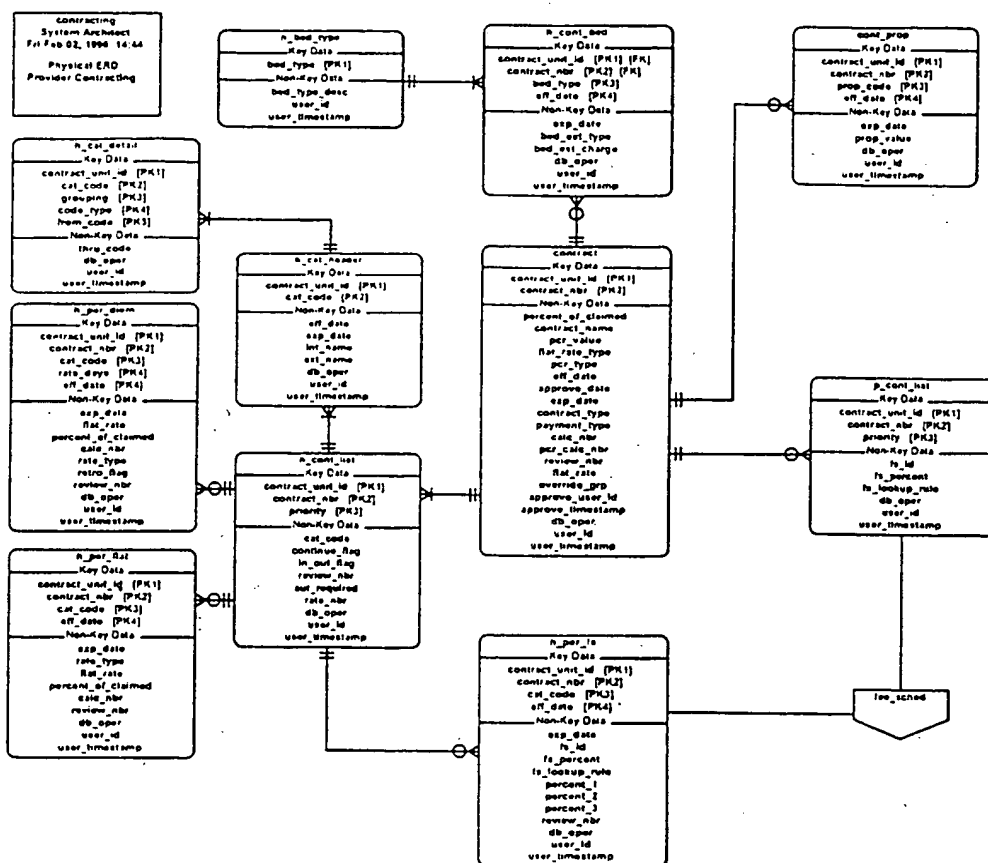 contracting
System Architect
Fri Feb 02, 1996 14:44
Physical ERD
Provider Contracting
h_bed_type
Key Data
bed_type [PK1]
Non-Key Data
bed_type_desc
user_id
user_timestamp
h_cont_bed
Key Data
contract_unit_id [PK1] [FK]
contract_nbr [PK2] [FK]
bed_type [PK3]
eff_date [PK4]
Non-Key Data
exp_date
bed_ext_type
bed_ext_charge
db_oper
user_id
user_timestamp
cont_prop
Key Data
contract_unit_id [PK1]
contract_nbr [PK2]
prop_code [PK3]
eff_date [PK4]
Non-Key Data
exp_date
prop_value
db_oper
user_id
user_timestamp
h_cat_detail
Key Data
contract_unit_id [PK1]
cat_code [PK2]
grouping [PK3]
code_type [PK4]
from_code [PK5]
Non-Key Data
thru_code
db_oper
user_id
user_timestamp
h_cat_header
Key Data
contract_unit_id [PK1]
cat_code [PK2]
Non-Key Data
eff_date
exp_date
int_name
ext_name
db_oper
user_id
user_timestamp
contract
Key Data
contract_unit_id [PK1]
contract_nbr [PK2]
Non-Key Data
percent_of_claimed
contract_name
pcr_value
flat_rate_type
pcr_type
eff_date
approve_date
exp_date
contract_type
payment_type
calc_nbr
pcr_calc_nbr
review_nbr
flat_rate
override_grp
approve_user_id
approve_timestamp
db_oper
user_id
user_timestamp
h_per_diem
Key Data
contract_unit_id [PK1]
contract_nbr [PK2]
cat_code [PK3]
rate_days [PK4]
eff_date [PK4]
Non-Key Data
exp_date
flat_rate
percent_of_claimed
calc_nbr
rate_type
retro_flag
review_nbr
db_oper
user_id
user_timestamp
p_cont_list
Key Data
contract_unit_id [PK1]
contract_nbr [PK2]
priority [PK3]
Non-Key Data
fs_id
fs_percent
fs_lookup_rule
db_oper
user_id
user_timestamp
h_cont_list
Key Data
contract_unit_id [PK1]
contract_nbr [PK2]
priority [PK3]
Non-Key Data
cat_code
continue_flag
in_out_flag
review_nbr
aut_required
rate_nbr
db_oper
user_id
user_timestamp
h_per_flat
Key Data
contract_unit_id [PK1]
contract_nbr [PK2]
cat_code [PK3]
eff_date [PK4]
Non-Key Data
exp_date
rate_type
flat_rate
percent_of_claimed
calc_nbr
review_nbr
db_oper
user_id
user_timestamp
h_per_fs
Key Data
contract_unit_id [PK1]
contract_nbr [PK2]
cat_code [PK3]
eff_date [PK4]
Non-Key Data
exp_date
fs_id
fs_percent
fs_lookup_rule
percent_1
percent_2
percent_3
review_nbr
db_oper
user_id
user_timestamp
fee_sched